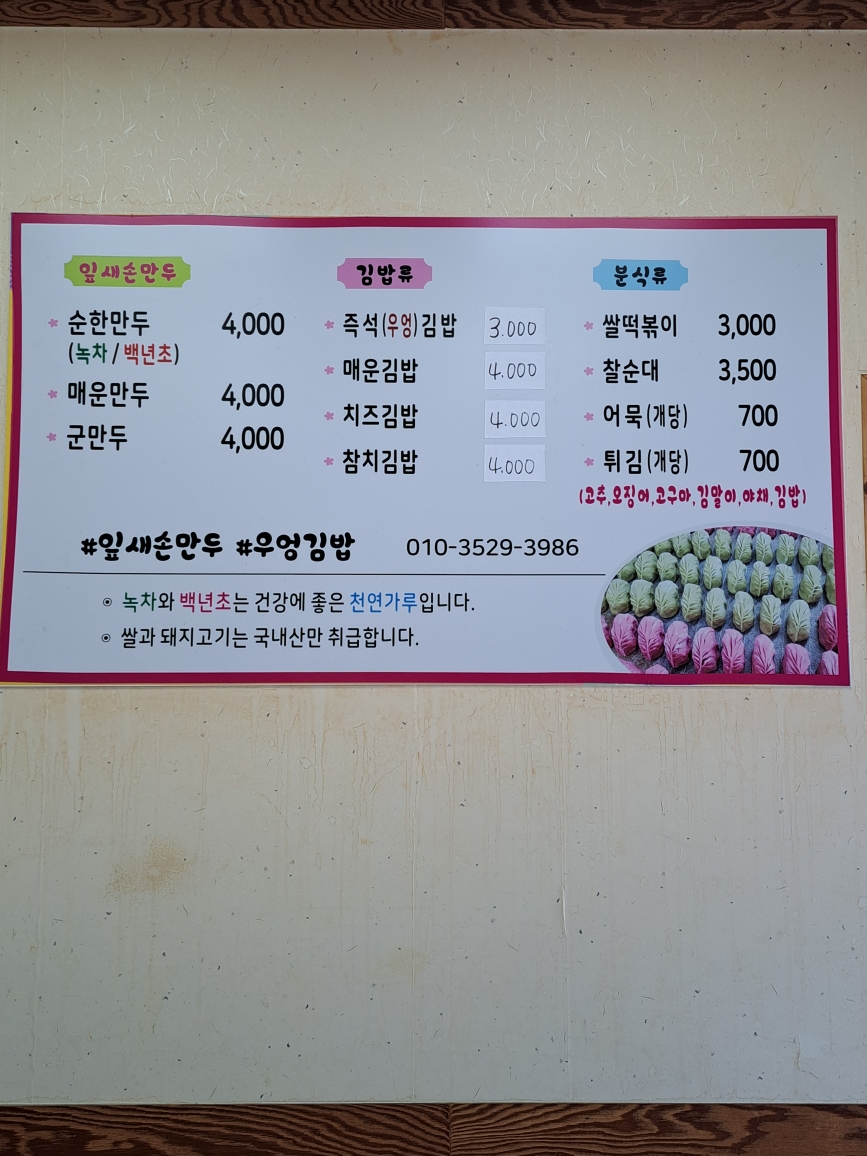 잎새손만두
순한만두 4,000
(녹차/백년초)
매운만두 4,000
군만두 4,000
김밥류
즉석(우엉)김밥 3.000
매운김밥 4.000
치즈김밥 4.000
참치김밥 4.000
분식류
쌀떡볶이 3,000
찰순대 3,500
어묵(개당) 700
튀김(개당) 700
(고추,오징어,고구마,김말이,야채,김밥)
#잎새손만두 #우엉김밥 010-3529-3986
녹차와 백년초는 건강에 좋은 천연가루입니다.
쌀과 돼지고기는 국내산만 취급합니다.